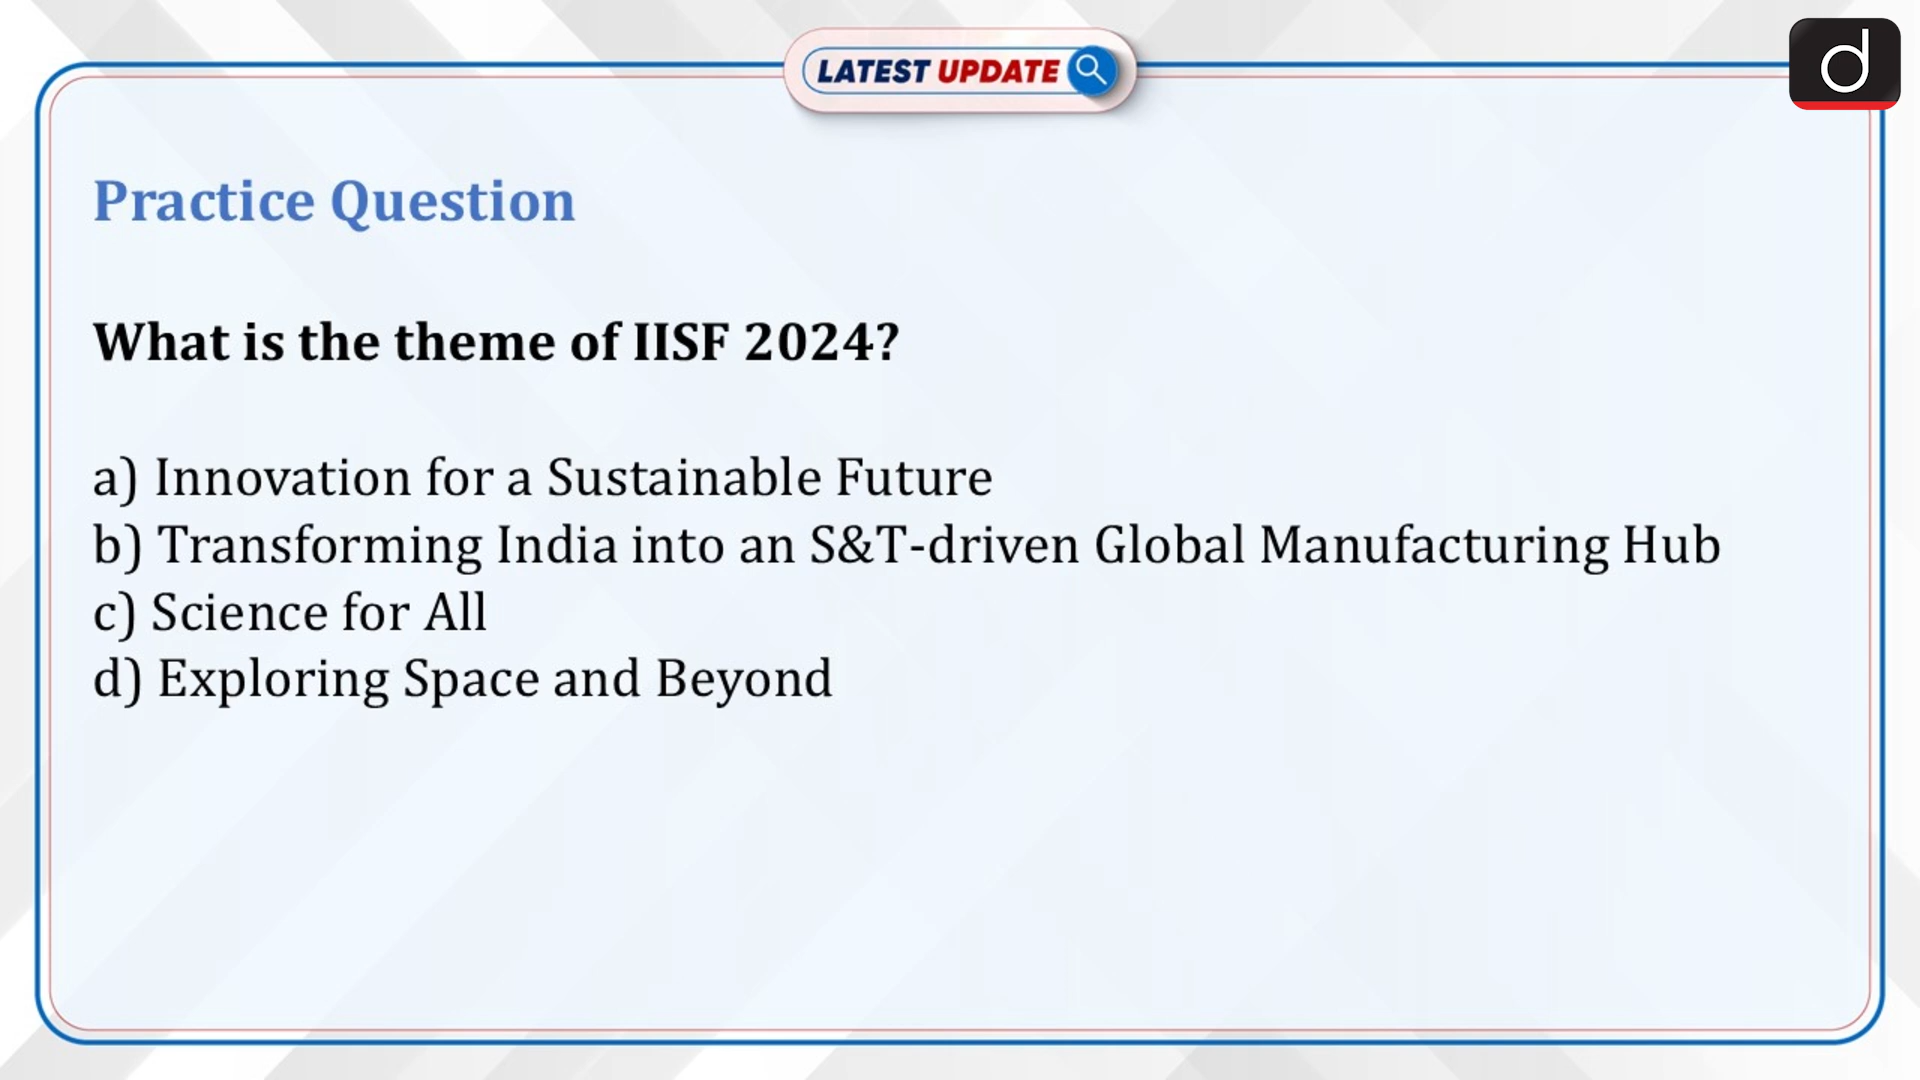 LATEST UPDATE
d
Practice Question
What is the theme of IISF 2024?
a) Innovation for a Sustainable Future
b) Transforming India into an S&T-driven Global Manufacturing Hub
c) Science for All
d) Exploring Space and Beyond